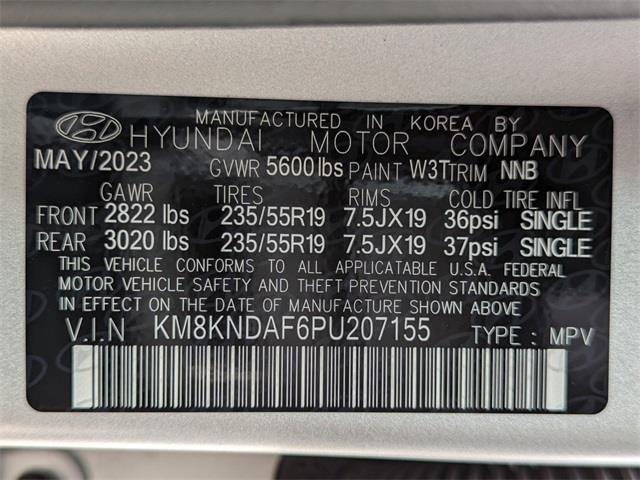 MANUFACTURED IN KOREA BY
HYUNDAI MOTOR COMPANY
MAY/2023 GVWR 5600lbs PAINT W3T TRIM NNB
GAWR TIRES RIMS COLD TIRE INFL
FRONT 2822 lbs 235/55R19 7.5JX19 36psi SINGLE
REAR 3020 lbs 235/55R19 7.5JX19 37psi SINGLE
THIS VEHICLE CONFORMS TO ALL APPLICATABLE U.S.A. FEDERAL
MOTOR VEHICLE SAFETY AND THEFT PREVENTION STANDARDS
IN EFFECT ON THE DATE OF MANUFACTURE SHOWN ABOVE
V.I.N KM8KNDAF6PU207155 TYPE : MPV